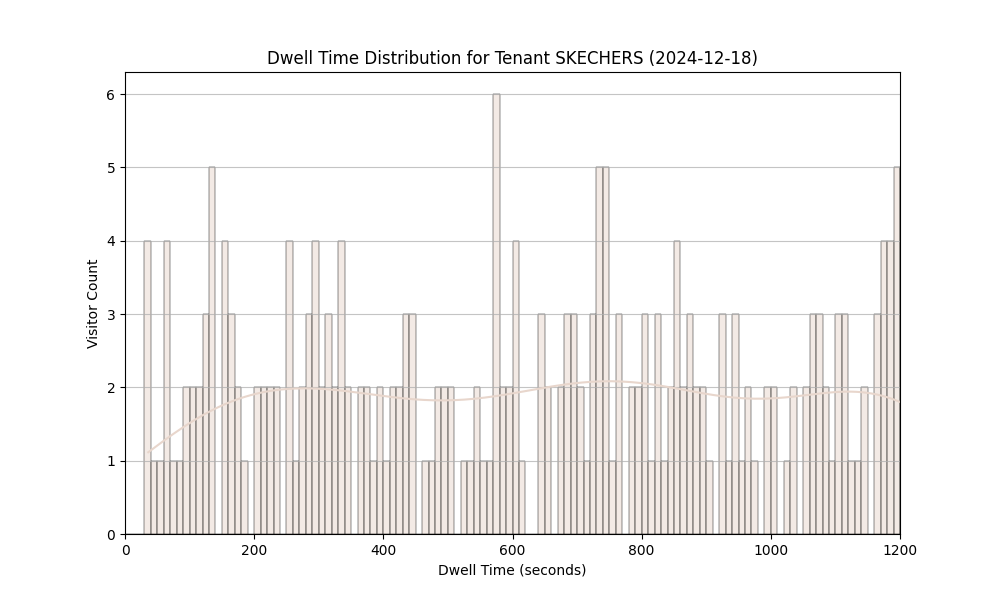 Dwell Time Distribution for Tenant SKECHERS (2024-12-18)
6
5
4
3
2
1
0
Visitor Count
0 200 400 600 800 1000 1200
Dwell Time (seconds)